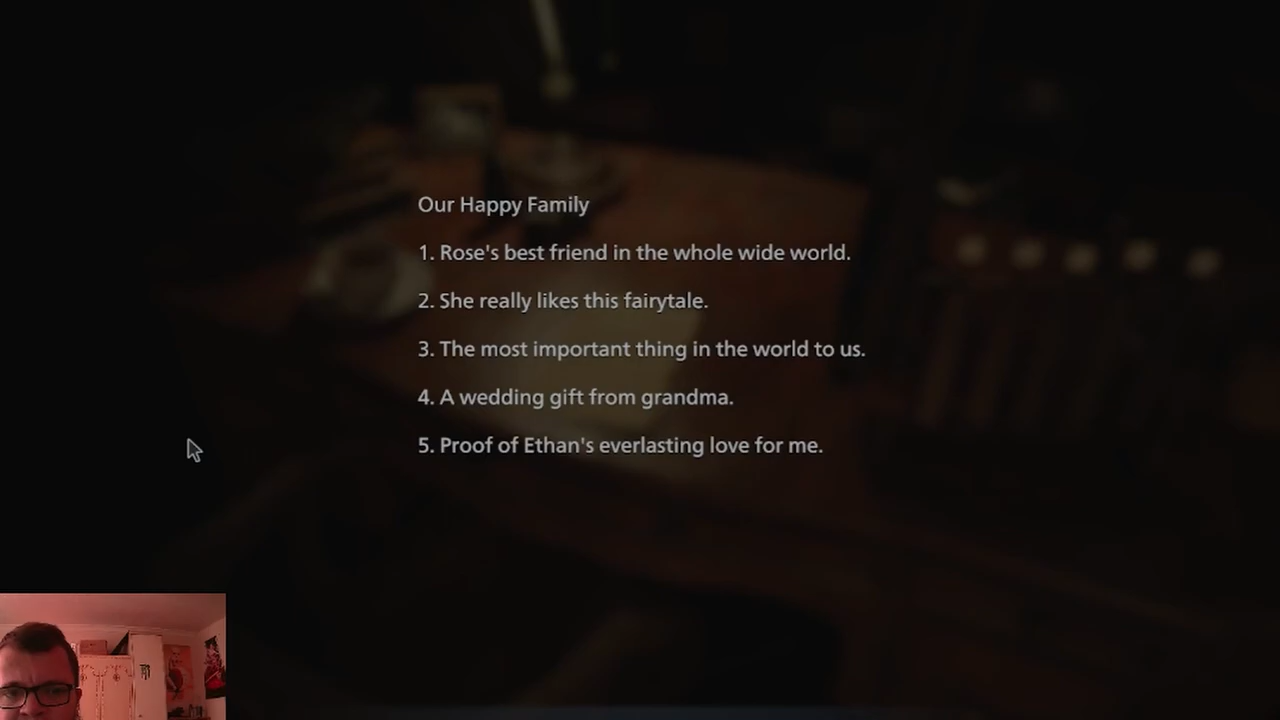 Our Happy Family
1. Rose's best friend in the whole wide world.
2. She really likes this fairytale.
3. The most important thing in the world to us.
4. A wedding gift from grandma.
5. Proof of Ethan's everlasting love for me.